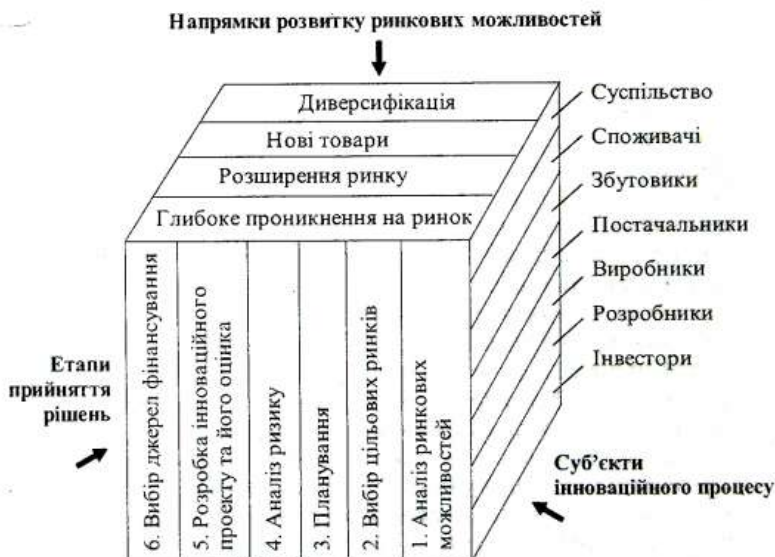 Напрямки розвитку ринкових можливостей
Диверсифікація
Нові товари
Розширення ринку
Глибоке проникнення на ринок
Суспільство
Споживачі
Збутовики
Постачальники
Виробники
Розробники
Інвестори
Етапи
прийняття
рішень
6. Вибір джерел фінансування
5. Розробка інноваційного
проекту та його оцінка
4. Аналіз ризику
3. Планування
2. Вибір цільових ринків
1. Аналіз ринкових
можливостей
Суб’єкти
інноваційного процесу